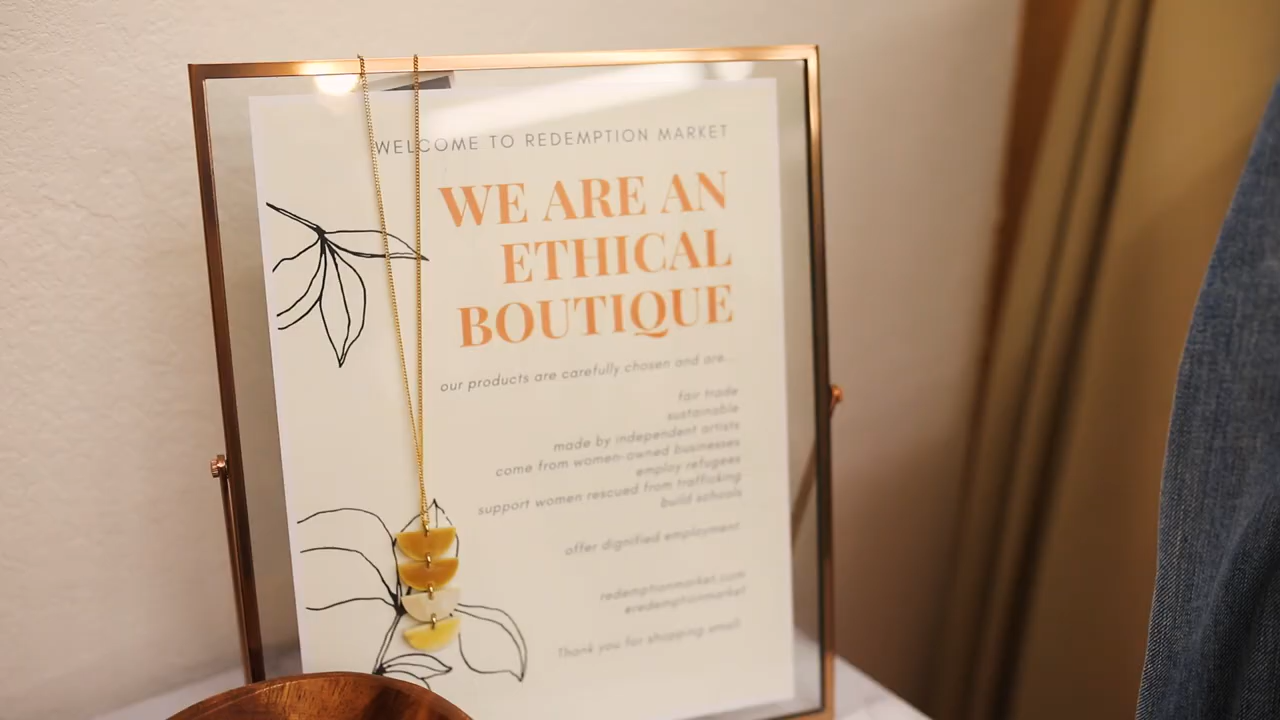 WELCOME TO REDEMPTION MARKET
WE ARE AN
ETHICAL
BOUTIQUE
our products are carefully chosen and are...
fair trade
sustainable
made by independent artists
come from women-owned businesses
employ refugees
support women rescued from trafficking
build schools
offer dignified employment
redemptionmarket.com
@redemptionmarket
Thank you for shopping small